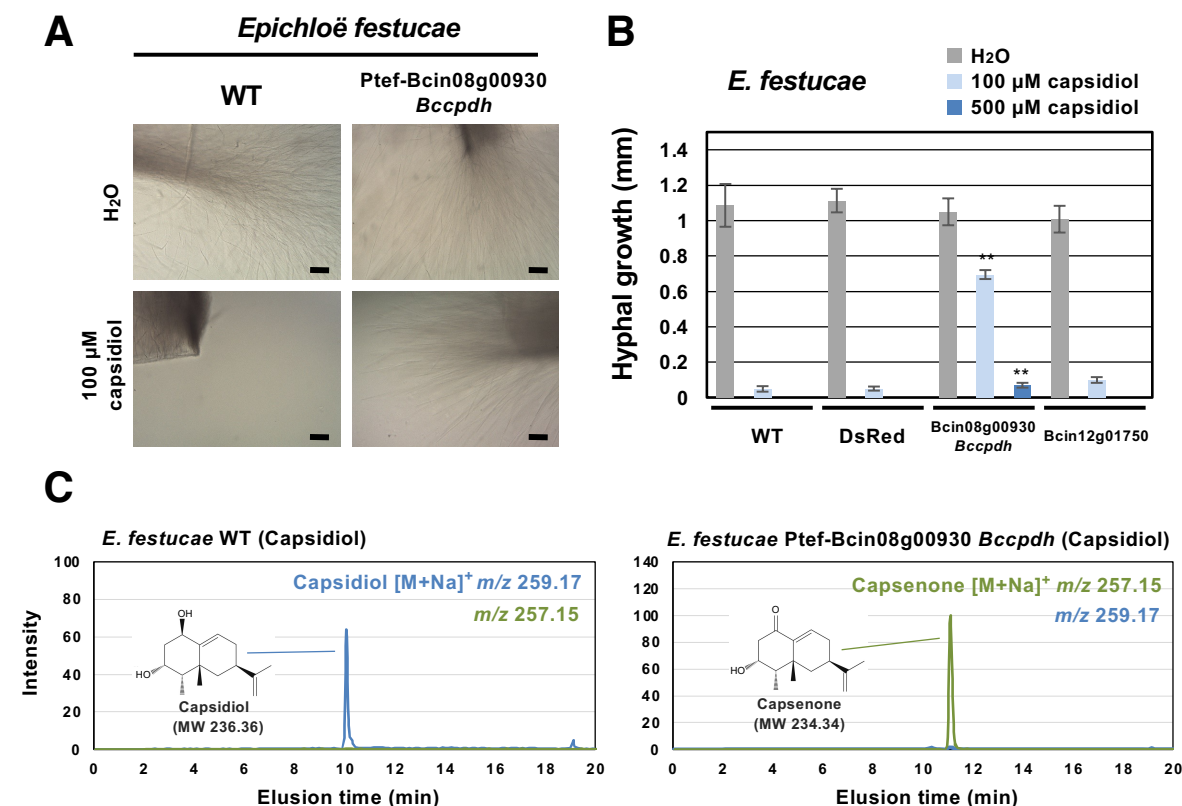 A
Epichloë festucae
WT
Ptef-Bcin08g00930
Bccpdh
H2O
100 µM
capsidiol
B
E. festucae
H2O
100 µM capsidiol
500 µM capsidiol
Hyphal growth (mm)
1.4
1.2
1
0.8
0.6
0.4
0.2
0
**
**
WT
DsRed
Bcin08g00930
Bccpdh
Bcin12g01750
C
E. festucae WT (Capsidiol)
Intensity
100
80
60
40
20
0
Capsidiol [M+Na]+ m/z 259.17
m/z 257.15
OH
HO
Capsidiol
(MW 236.36)
0 2 4 6 8 10 12 14 16 18 20
Elusion time (min)
E. festucae Ptef-Bcin08g00930 Bccpdh (Capsidiol)
140
120
100
80
60
40
20
0
Capsenone [M+Na]+ m/z 257.15
m/z 259.17
O
HO
Capsenone
(MW 234.34)
0 2 4 6 8 10 12 14 16 18 20
Elusion time (min)